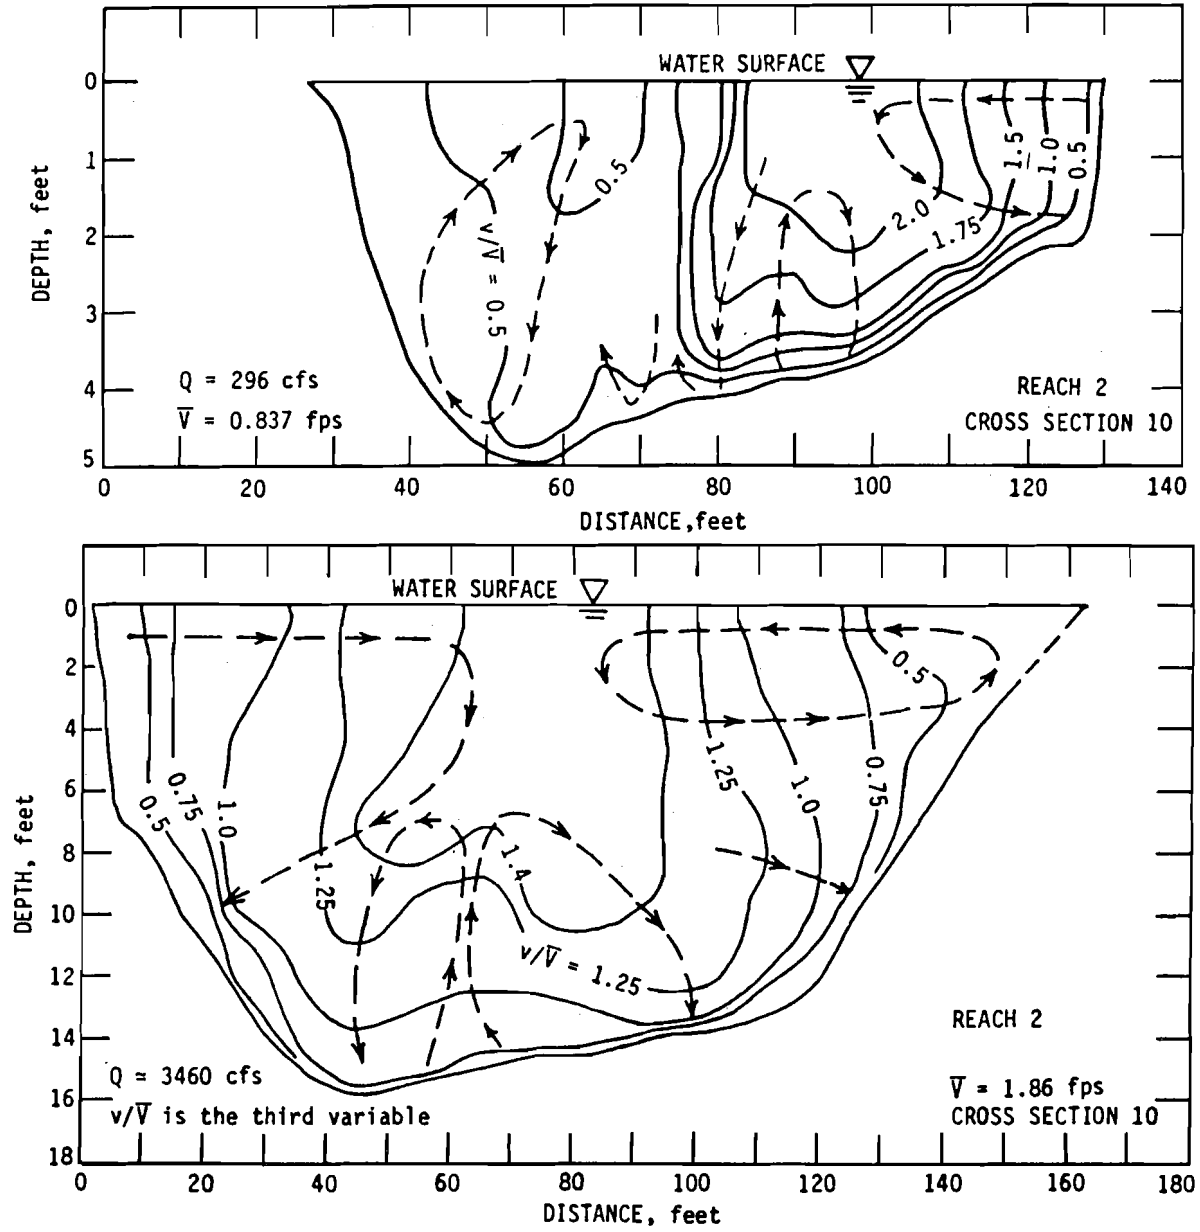 WATER SURFACE
0
1
2
3
4
5
DEPTH, feet
0.5
v/V̅ = 0.5
2.0
1.75
1.5
1.0
0.5
Q = 296 cfs
V̅ = 0.837 fps
REACH 2
CROSS SECTION 10
0 20 40 60 80 100 120 140
DISTANCE,feet
WATER SURFACE
0
2
4
6
8
10
12
14
16
18
DEPTH, feet
0.5
0.75
1.0
1.25
1.4
v/V̅ = 1.25
1.25
1.0
0.75
0.5
REACH 2
Q = 3460 cfs
v/V̅ is the third variable
V̅ = 1.86 fps
CROSS SECTION 10
0 20 40 60 80 100 120 140 160 180
DISTANCE, feet